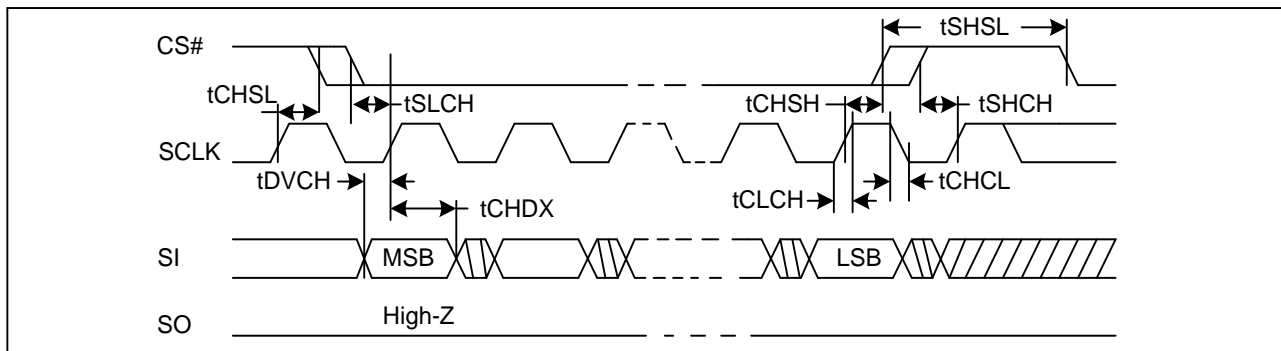 tSHSL
CS#
tCHSL
tSLCH
tCHSH
tSHCH
SCLK
tDVCH
tCHDX
tCLCH
tCHCL
SI
MSB
LSB
SO
High-Z